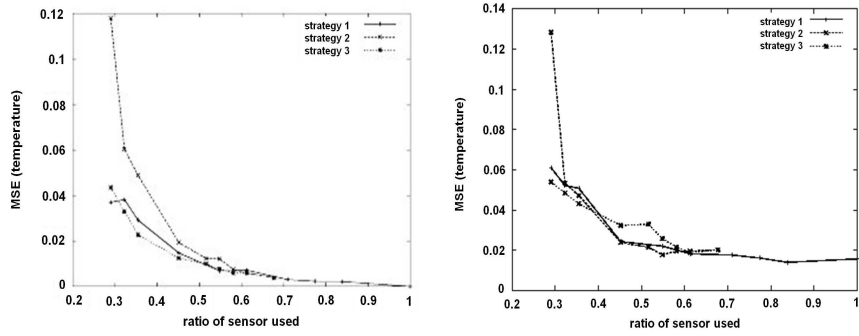 0.12
0.1
0.08
0.06
0.04
0.02
0
0.2 0.3 0.4 0.5 0.6 0.7 0.8 0.9 1
MSE (temperature)
ratio of sensor used
strategy 1
strategy 2
strategy 3
0.14
0.12
0.1
0.08
0.06
0.04
0.02
0
0.2 0.3 0.4 0.5 0.6 0.7 0.8 0.9 1
MSE (temperature)
ratio of sensor used
strategy 1
strategy 2
strategy 3